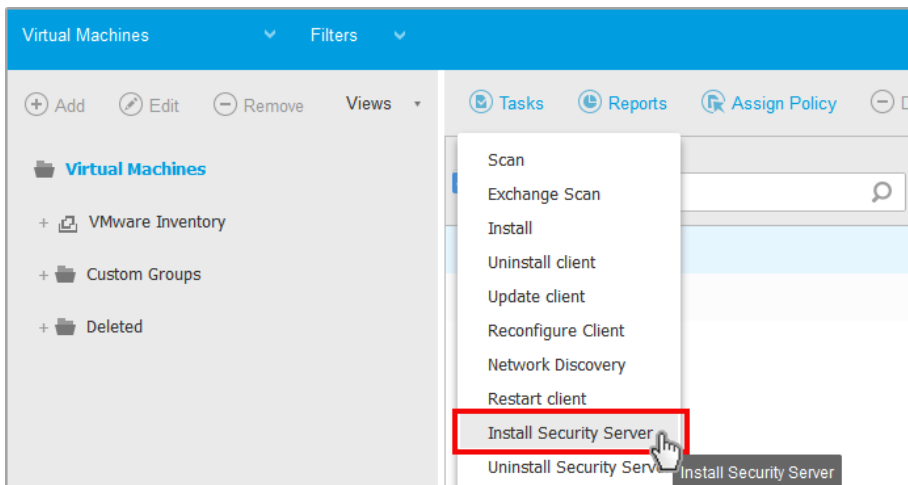 Virtual Machines Filters
Add Edit Remove Views Tasks Reports Assign Policy
Virtual Machines
VMware Inventory
Custom Groups
Deleted
Scan
Exchange Scan
Install
Uninstall client
Update client
Reconfigure Client
Network Discovery
Restart client
Install Security Server
Uninstall Security
Install Security Server